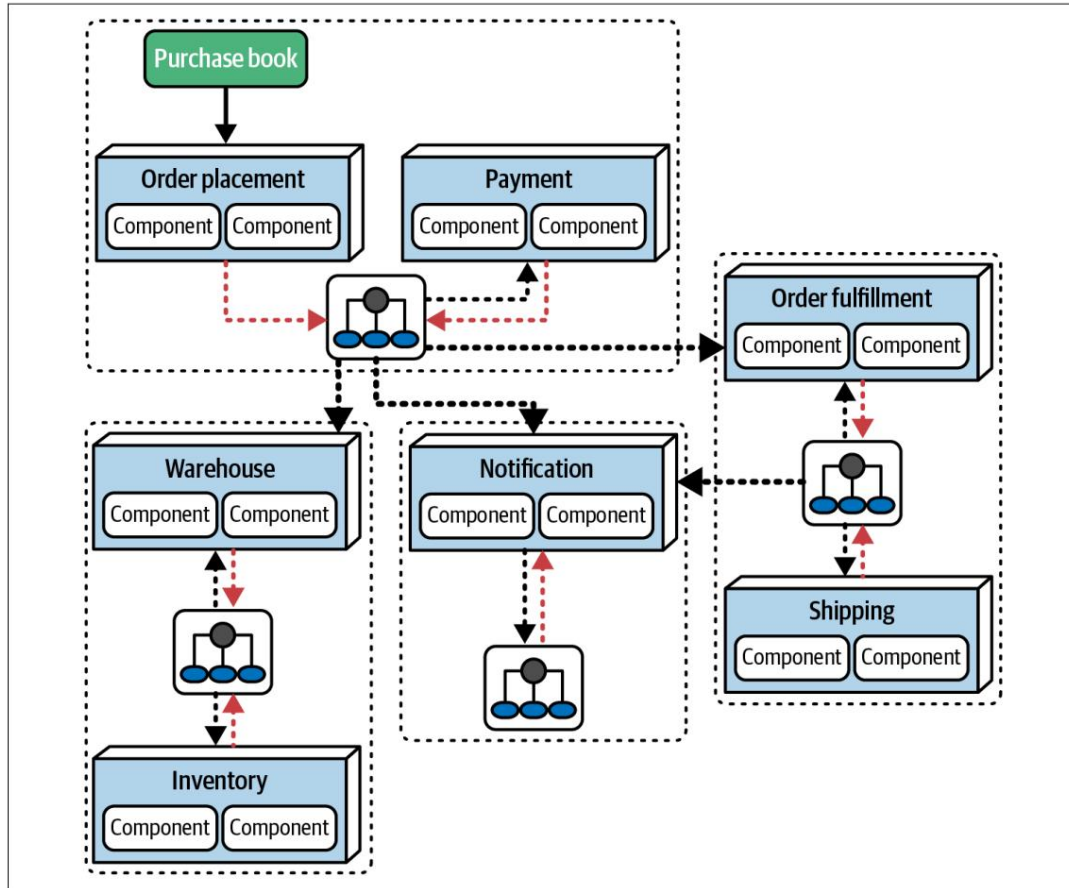 Purchase book
Order placement
Component Component
Payment
Component Component
Order fulfillment
Component Component
Warehouse
Component Component
Notification
Component Component
Shipping
Component Component
Inventory
Component Component